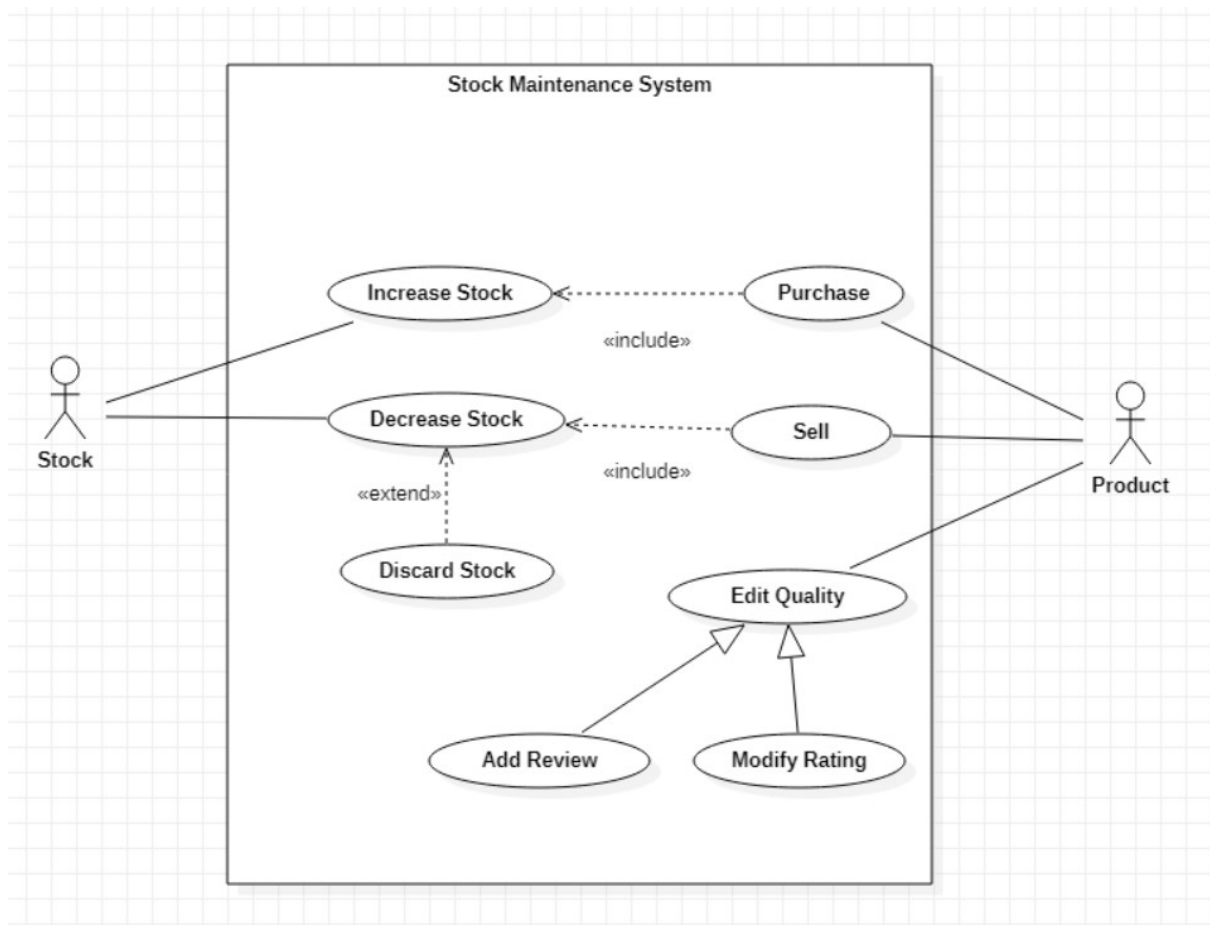 Stock Maintenance System
Increase Stock
Purchase
«include»
Decrease Stock
Sell
Stock
«include»
Product
«extend»
Discard Stock
Edit Quality
Add Review
Modify Rating